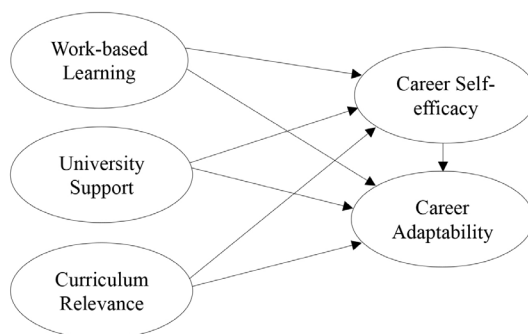 Work-based
Learning
Career Self-
efficacy
University
Support
Career
Adaptability
Curriculum
Relevance